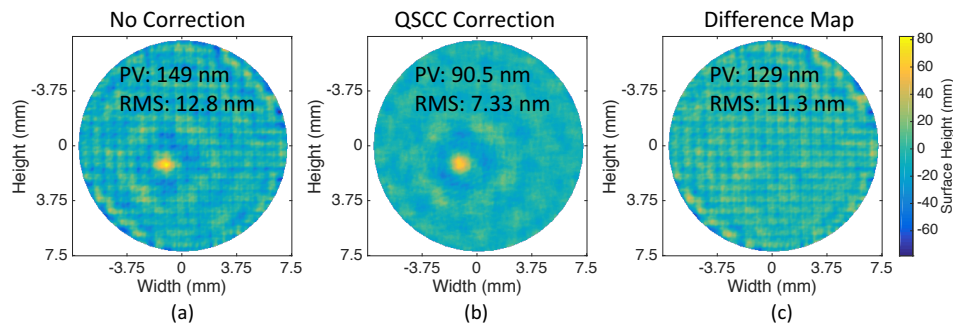 No Correction
QSCC Correction
Difference Map
PV: 149 nm
RMS: 12.8 nm
PV: 90.5 nm
RMS: 7.33 nm
PV: 129 nm
RMS: 11.3 nm
Height (mm)
-3.75
0
3.75
7.5
-3.75 0 3.75 7.5
Width (mm)
(a)
Height (mm)
-3.75
0
3.75
7.5
-3.75 0 3.75 7.5
Width (mm)
(b)
Height (mm)
-3.75
0
3.75
7.5
-3.75 0 3.75 7.5
Width (mm)
(c)
80
60
40
20
0
-20
-40
-60
Surface Height (nm)